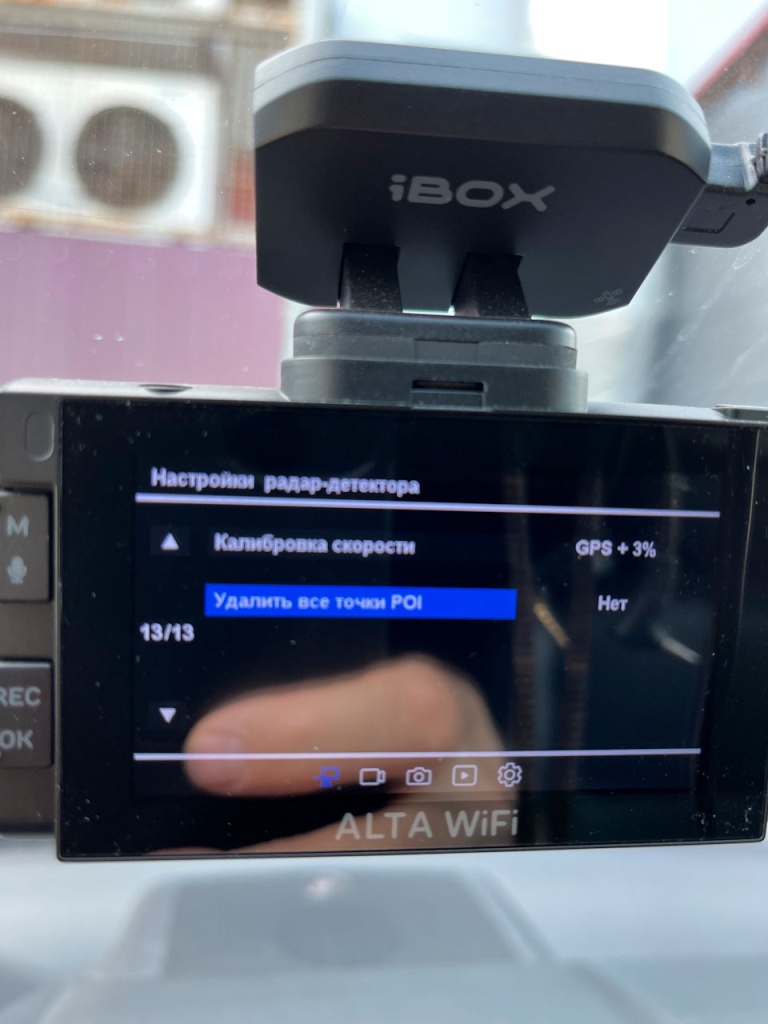 iBOX
Настройки радар-детектора
M
Калибровка скорости GPS + 3%
Удалить все точки POI Нет
13/13
REC
OK
ALTA WiFi